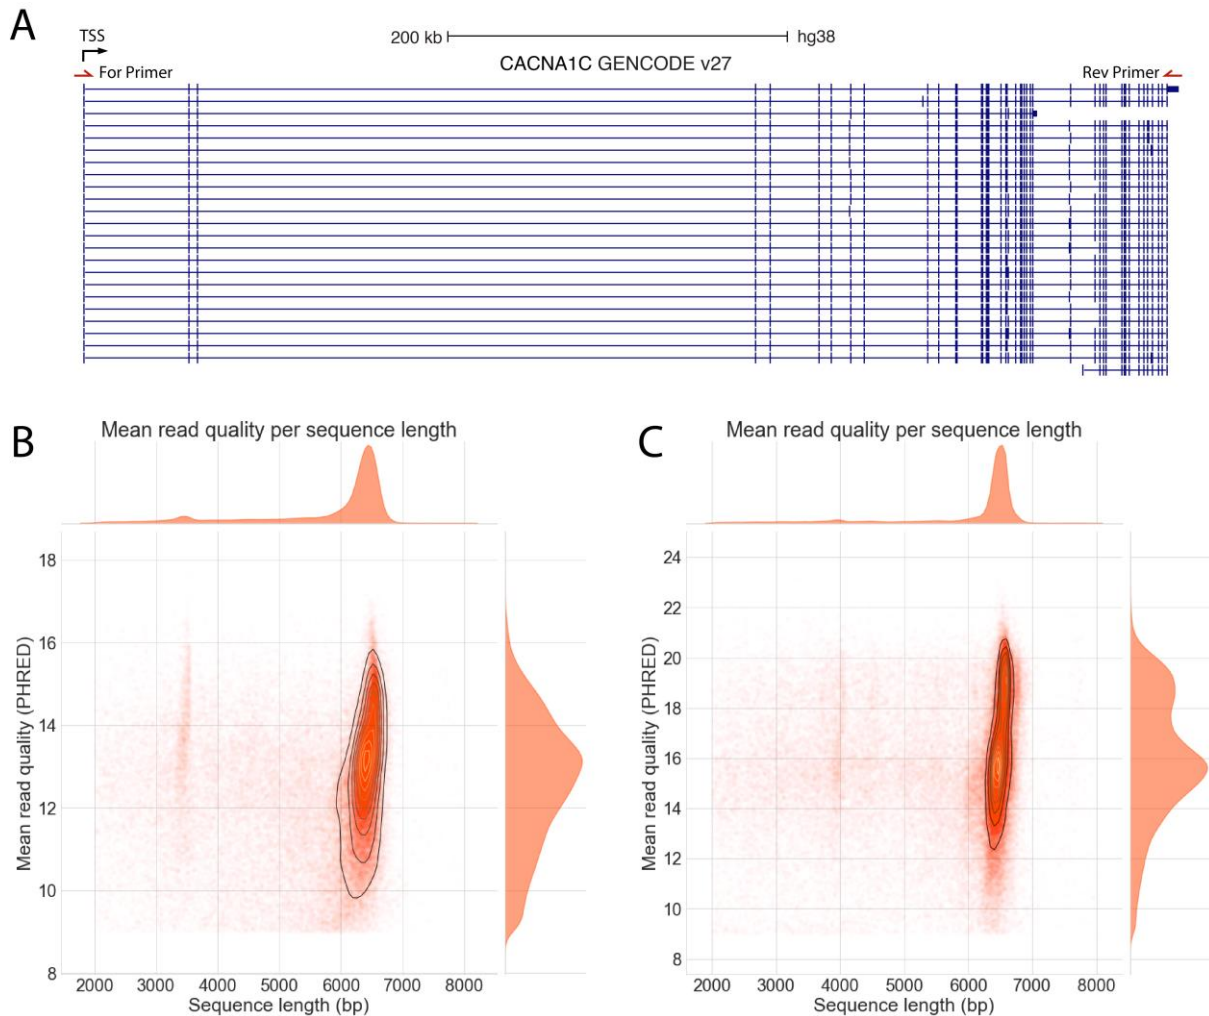 A
TSS
200 kb hg38
CACNA1C GENCODE v27
For Primer Rev Primer
B
Mean read quality per sequence length
18
16
14
12
10
8
Mean read quality (PHRED)
2000 3000 4000 5000 6000 7000 8000
Sequence length (bp)
C
Mean read quality per sequence length
24
22
20
18
16
14
12
10
8
Mean read quality (PHRED)
2000 3000 4000 5000 6000 7000 8000
Sequence length (bp)